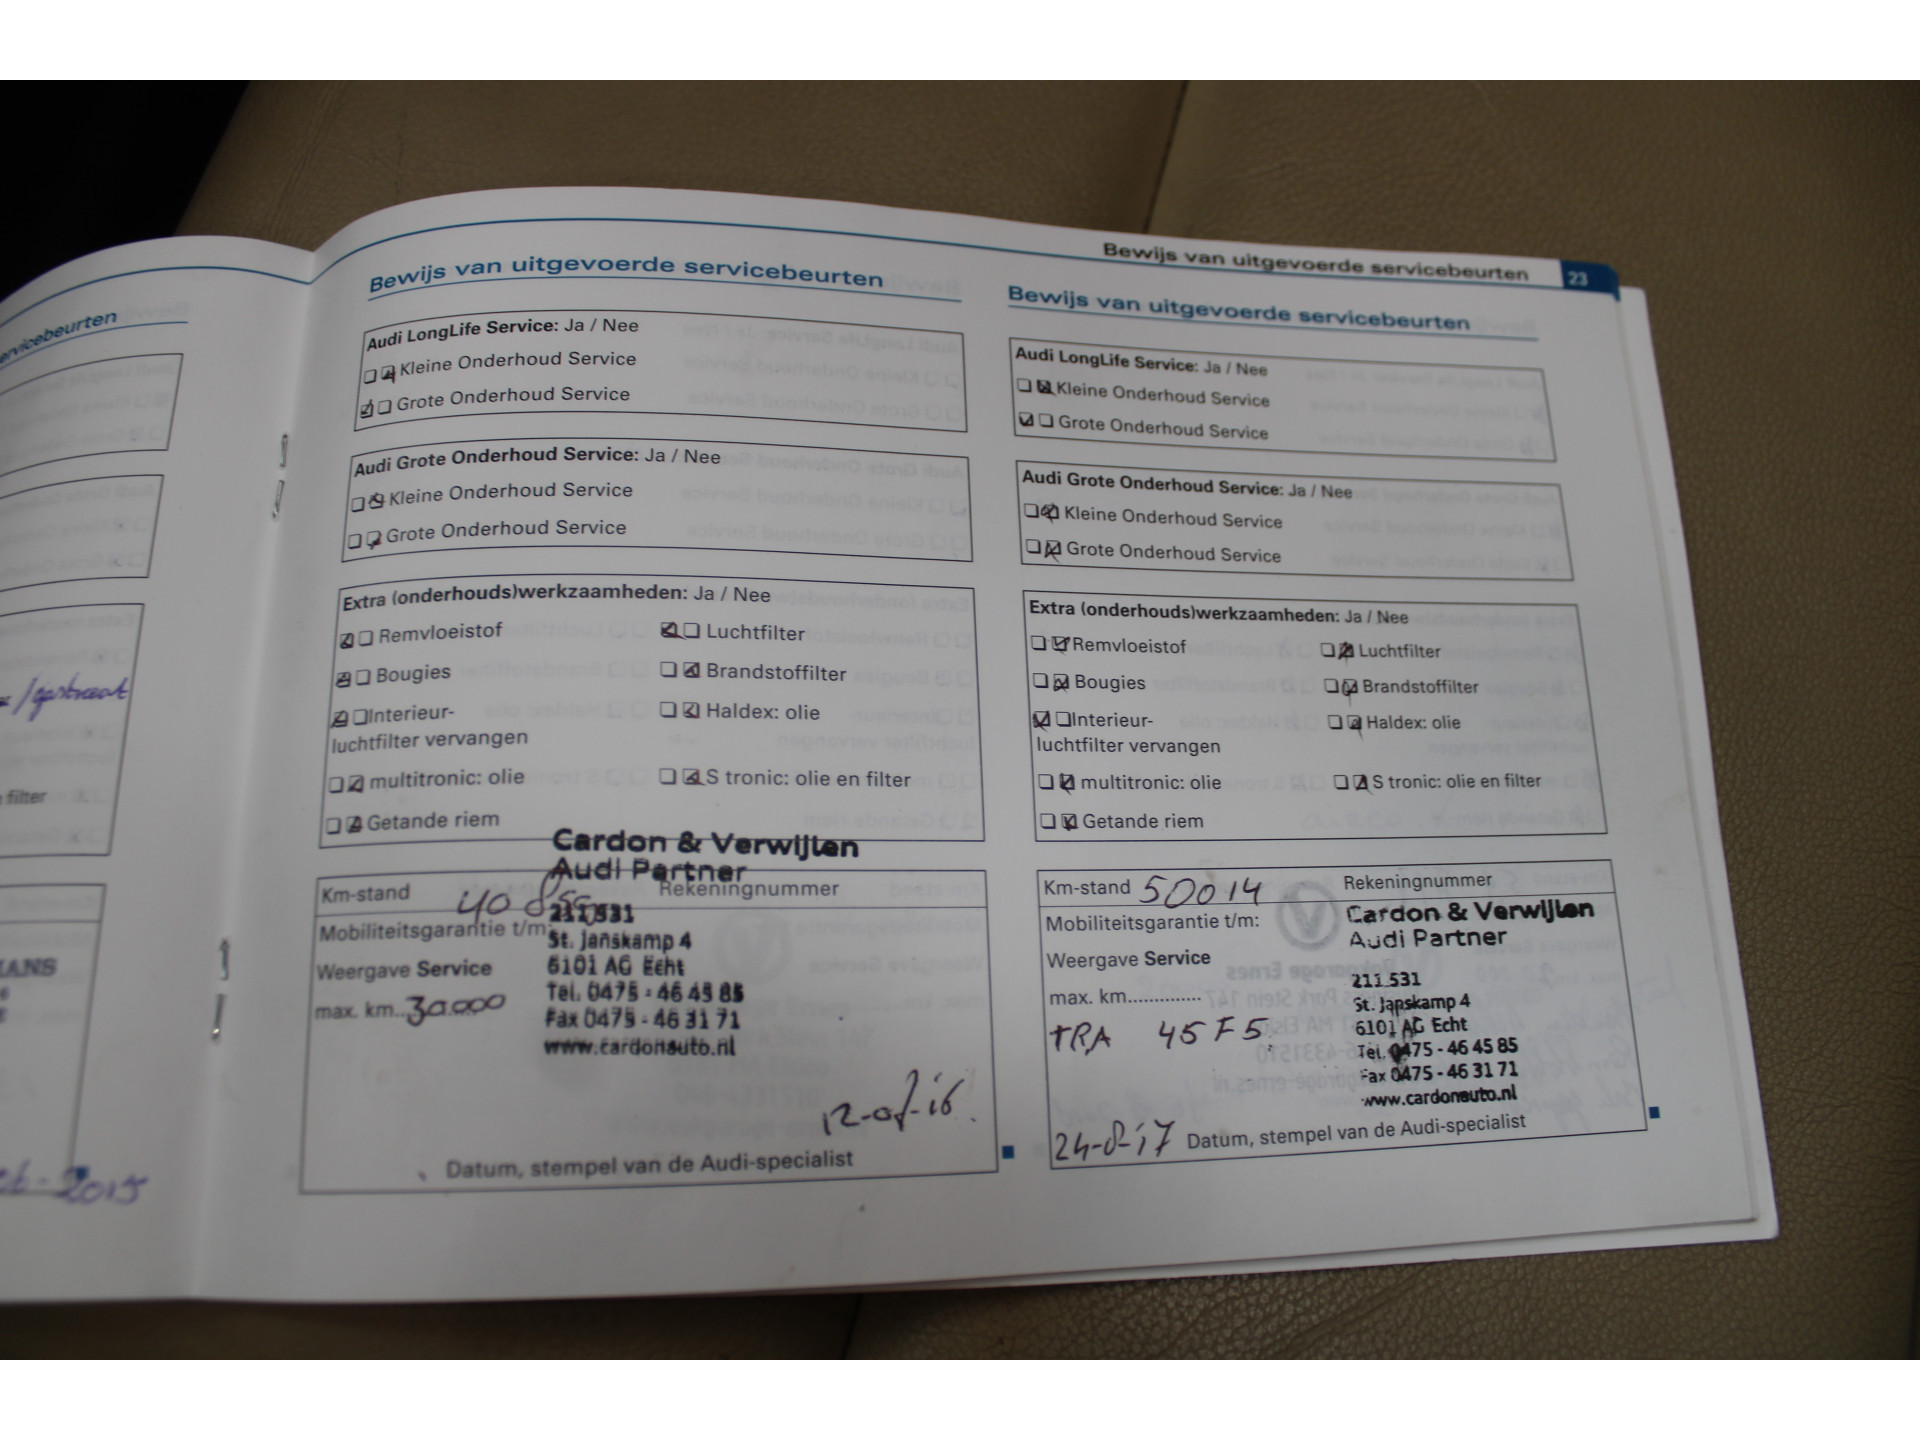 Bewijs van uitgevoerde servicebeurten 23
ervicebeurten
/gastraat
filter
KANS
2015
Bewijs van uitgevoerde servicebeurten
Audi LongLife Service: Ja / Nee
Kleine Onderhoud Service
Grote Onderhoud Service
Audi Grote Onderhoud Service: Ja / Nee
Kleine Onderhoud Service
Grote Onderhoud Service
Extra (onderhouds)werkzaamheden: Ja / Nee
Remvloeistof Luchtfilter
Bougies Brandstoffilter
Interieur- Haldex: olie
luchtfilter vervangen
multitronic: olie S tronic: olie en filter
Getande riem
Cardon & Verwijlen
Audi Partner
Km-stand 40 Rekeningnummer
211 531
Mobiliteitsgarantie t/m:
St. Janskamp 4
Weergave Service
6101 AG Echt
Tel. 0475 - 46 45 85
max. km..30.000
Fax 0475 - 46 31 71
www.cardonauto.nl
Datum, stempel van de Audi-specialist
Bewijs van uitgevoerde servicebeurten
Audi LongLife Service: Ja / Nee
Kleine Onderhoud Service
Grote Onderhoud Service
Audi Grote Onderhoud Service: Ja / Nee
Kleine Onderhoud Service
Grote Onderhoud Service
Extra (onderhouds)werkzaamheden: Ja / Nee
Remvloeistof Luchtfilter
Bougies Brandstoffilter
Interieur- Haldex: olie
luchtfilter vervangen
multitronic: olie S tronic: olie en filter
Getande riem
Km-stand 50014 Rekeningnummer
Cardon & Verwijlen
Mobiliteitsgarantie t/m:
Audi Partner
Weergave Service
211 531
max. km..............
St. Janskamp 4
TRA 45F5
6101 AG Echt
Tel. 0475 - 46 45 85
Fax 0475 - 46 31 71
www.cardonauto.nl
24-8-17 Datum, stempel van de Audi-specialist